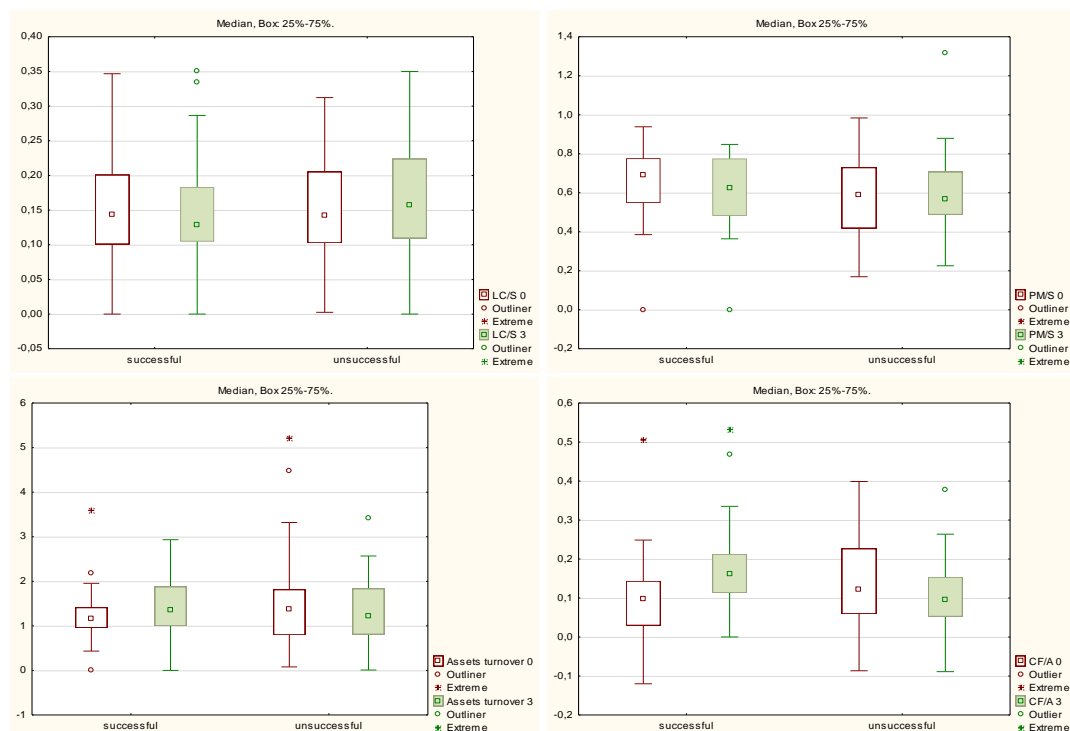 Median, Box: 25%-75%.
0,40
0,35
0,30
0,25
0,20
0,15
0,10
0,05
0,00
-0,05
successful
unsuccessful
LC/S 0
Outliner
Extreme
LC/S 3
Outliner
Extreme
Median, Box: 25%-75%
1,4
1,2
1,0
0,8
0,6
0,4
0,2
0,0
-0,2
successful
unsuccessful
PM/S 0
Outliner
Extreme
PM/S 3
Outliner
Extreme
Median, Box: 25%-75%.
6
5
4
3
2
1
0
-1
successful
unsuccessful
Assets turnover 0
Outliner
Extreme
Assets turnover 3
Outliner
Extreme
Median, Box: 25%-75%.
0,6
0,5
0,4
0,3
0,2
0,1
0,0
-0,1
-0,2
successful
unsuccessful
CF/A 0
Outlier
Extreme
CF/A 3
Outlier
Extreme